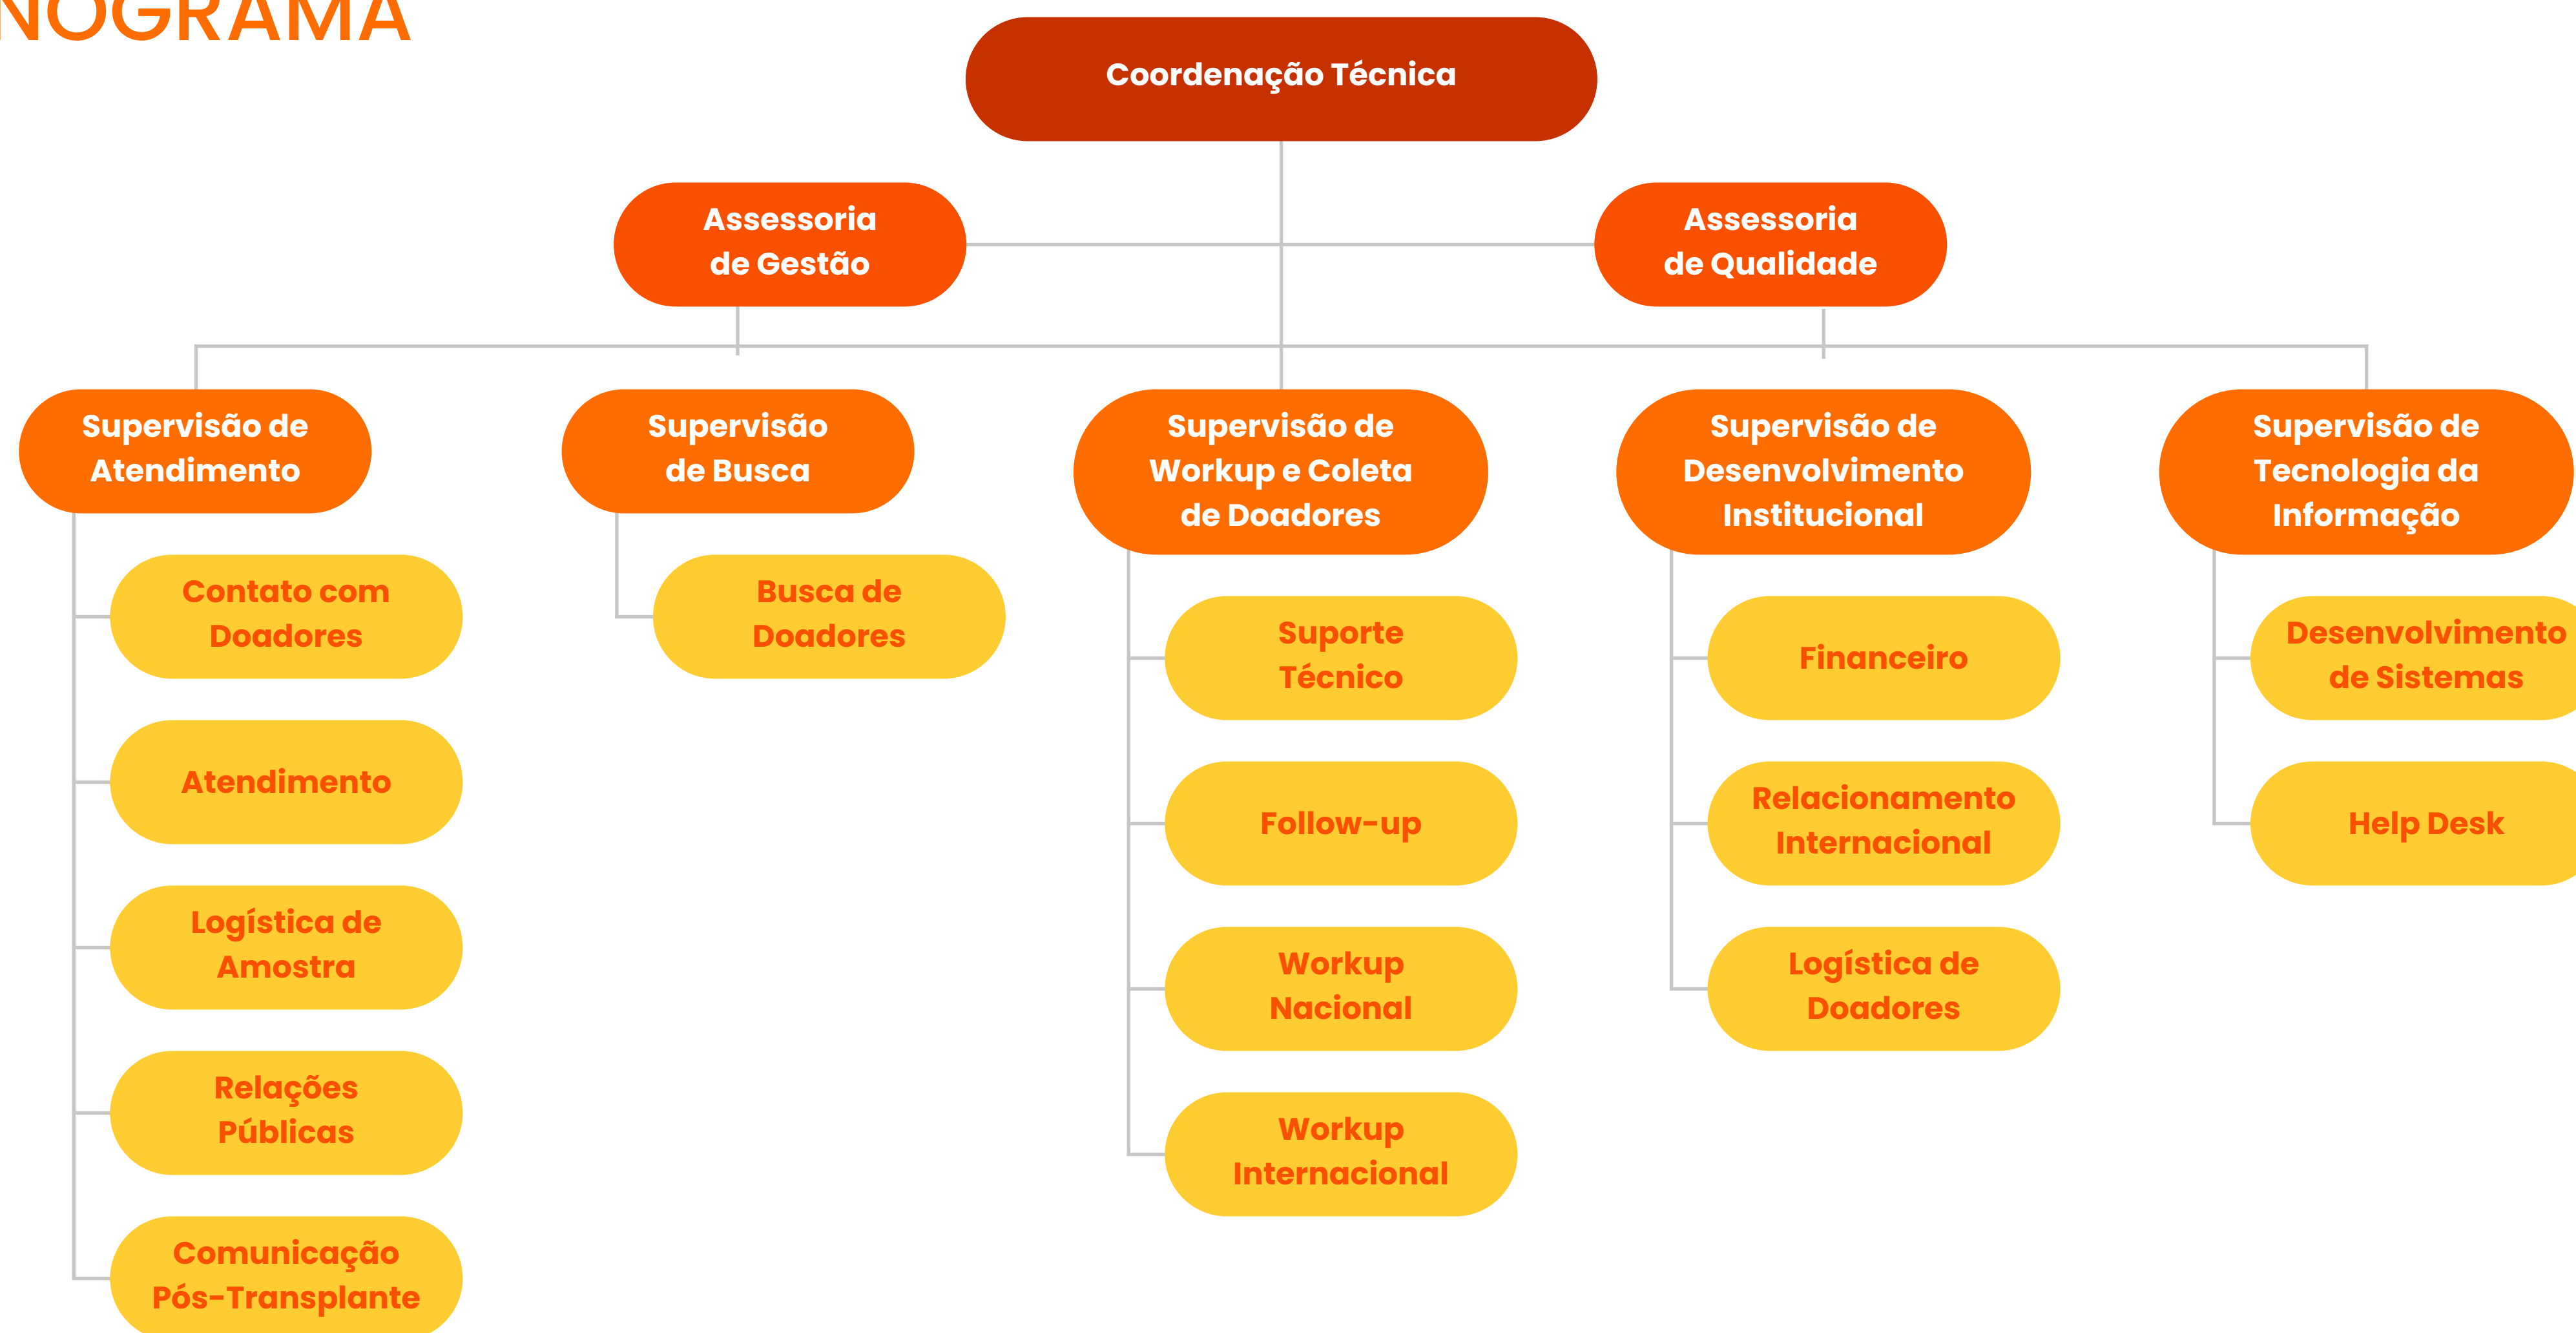 NOGRAMA
Coordenação Técnica
Assessoria
de Gestão
Assessoria
de Qualidade
Supervisão de
Atendimento
Contato com
Doadores
Atendimento
Logística de
Amostra
Relações
Públicas
Comunicação
Pós-Transplante
Supervisão
de Busca
Busca de
Doadores
Supervisão de
Workup e Coleta
de Doadores
Suporte
Técnico
Follow-up
Workup
Nacional
Workup
Internacional
Supervisão de
Desenvolvimento
Institucional
Financeiro
Relacionamento
Internacional
Logística de
Doadores
Supervisão de
Tecnologia da
Informação
Desenvolvimento
de Sistemas
Help Desk